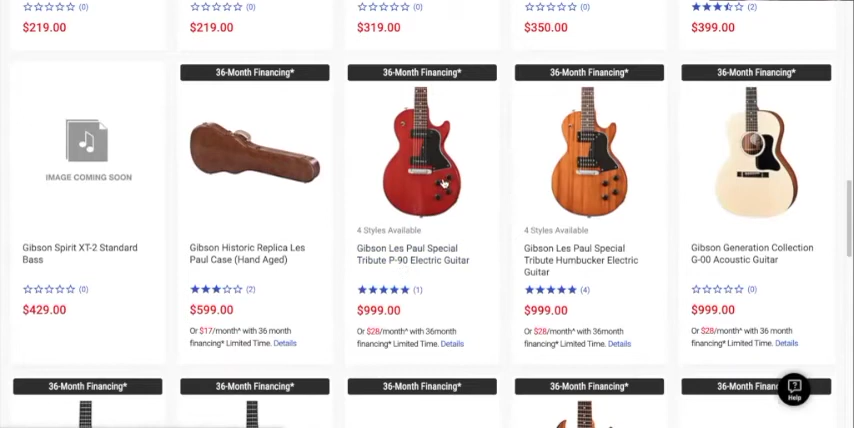 (0)
(0)
(0)
(0)
(2)
$219.00
$219.00
$319.00
$350.00
$399.00
36-Month Financing*
36-Month Financing*
36-Month Financing*
36-Month Financing*
IMAGE COMING SOON
Gibson Spirit XT-2 Standard
Bass
(0)
$429.00
Gibson Historic Replica Les
Paul Case (Hand Aged)
(2)
$599.00
Or $17/month^ with 36 month
financing* Limited Time. Details
4 Styles Available
Gibson Les Paul Special
Tribute P-90 Electric Guitar
(1)
$999.00
Or $28/month^ with 36month
financing* Limited Time. Details
4 Styles Available
Gibson Les Paul Special
Tribute Humbucker Electric
Guitar
(4)
$999.00
Or $28/month^ with 36month
financing* Limited Time. Details
Gibson Generation Collection
G-00 Acoustic Guitar
(0)
$999.00
Or $28/month^ with 36 month
financing* Limited Time. Details
36-Month Financing*
36-Month Financing*
36-Month Financing*
36-Month Financing*
36-Month
Help